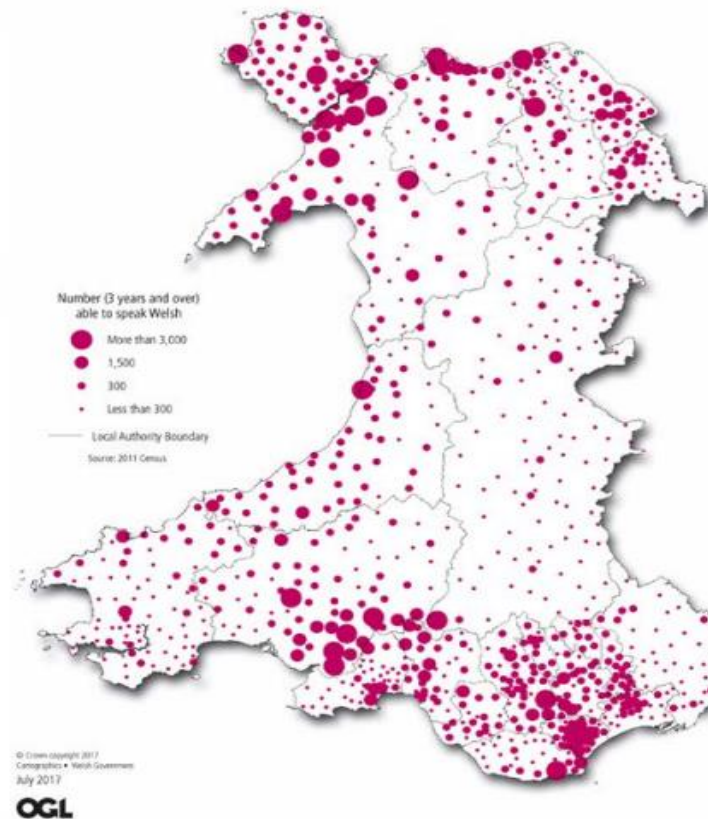 Number (3 years and over)
able to speak Welsh
More than 3,000
1,500
300
Less than 300
Local Authority Boundary
Source: 2011 Census
© Crown copyright 2017
Cartographics • Welsh Government
July 2017
OGL